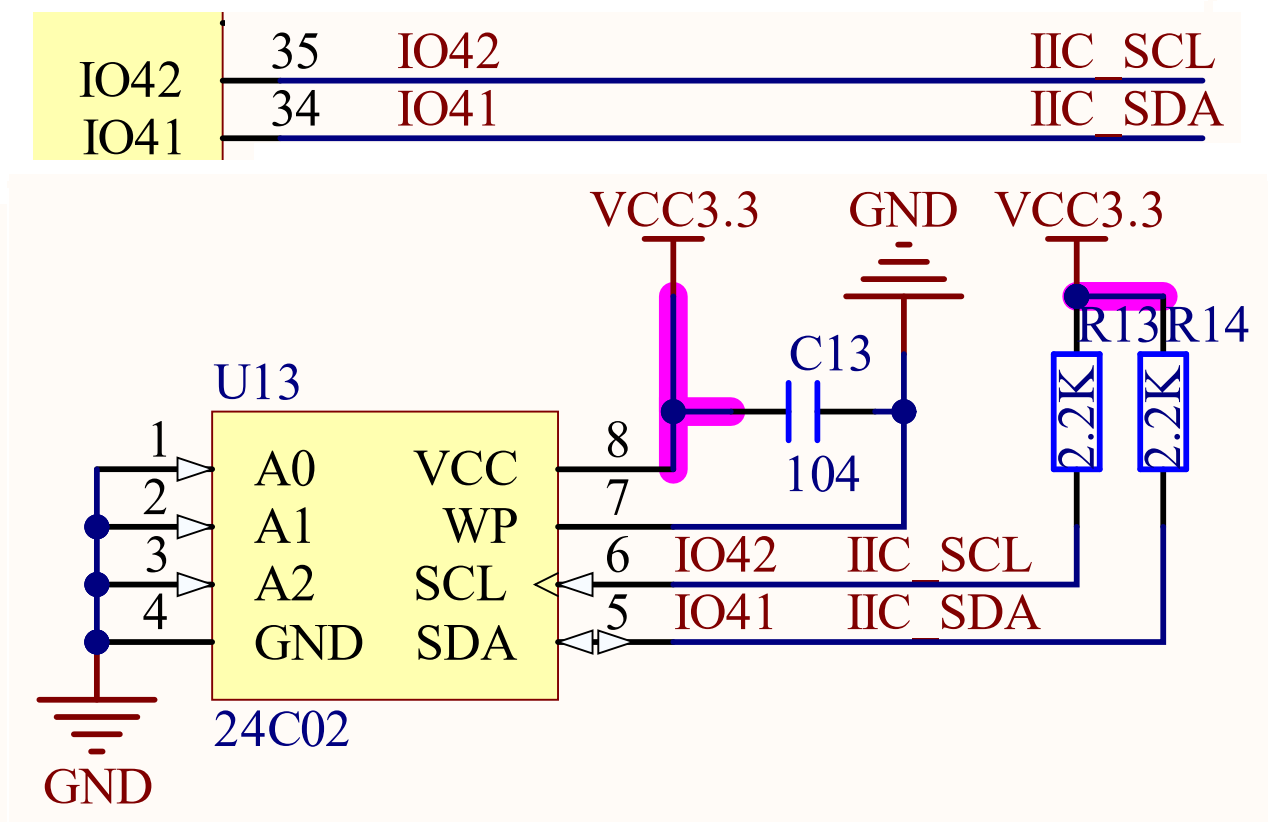 35 IO42 IIC_SCL
IO42
34 IO41 IIC_SDA
IO41
VCC3.3 GND VCC3.3
R13 R14
C13
U13
2.2K 2.2K
1 8
A0 VCC 104
2 7
A1 WP
3 6 IO42 IIC_SCL
A2 SCL
4 5 IO41 IIC_SDA
GND SDA
24C02
GND